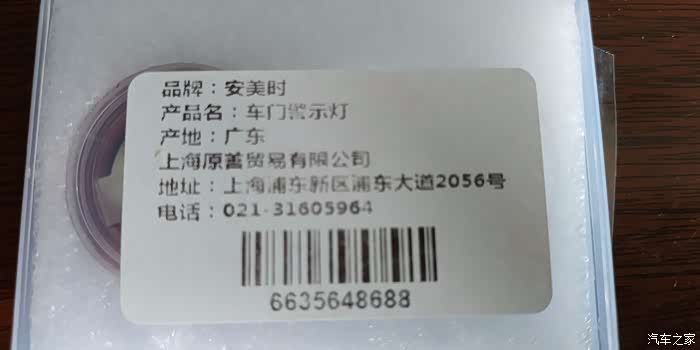 品牌：安美时
产品名：车门警示灯
产地：广东
上海原善贸易有限公司
地址：上海浦东新区浦东大道2056号
电话：021-31605964
6635648688
汽车之家